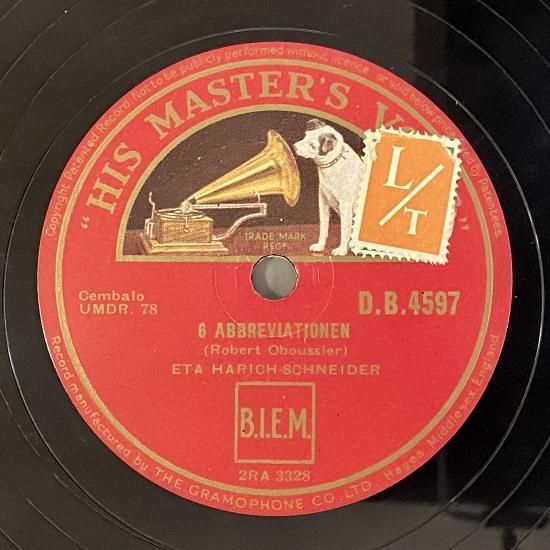 Copyright. Patented Record. Not to be publicly performed without licence or sold below price fixed by Patentees.
"HIS MASTER'S
L/T
TRADE MARK
REGD
Cembalo
UMDR. 78
D.B.4597
6 ABBREVIATIONEN
(Robert Oboussier)
ETA HARICH-SCHNEIDER
B.I.E.M.
2RA 3328
Record manufactured by THE GRAMOPHONE CO., LTD., Hayes, Middlesex, England.